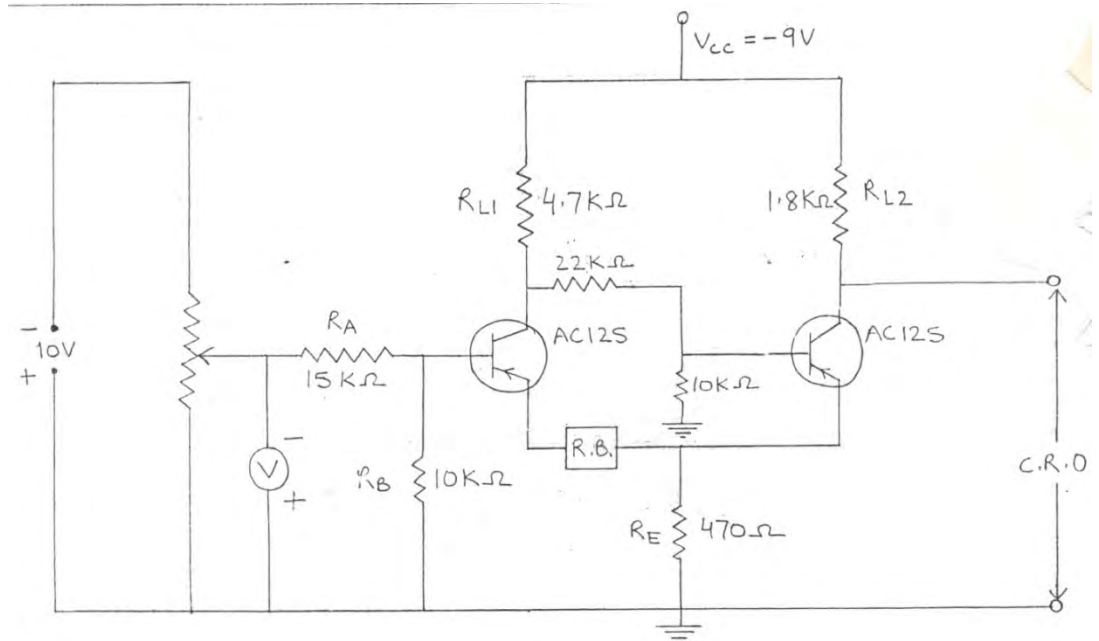 Vcc = -9V
RL1
4.7KΩ
1.8KΩ
RL2
22KΩ
AC125
AC125
-
10V
+
RA
15KΩ
10KΩ
-
V
+
RB
10KΩ
R.B.
RE
470Ω
C.R.O